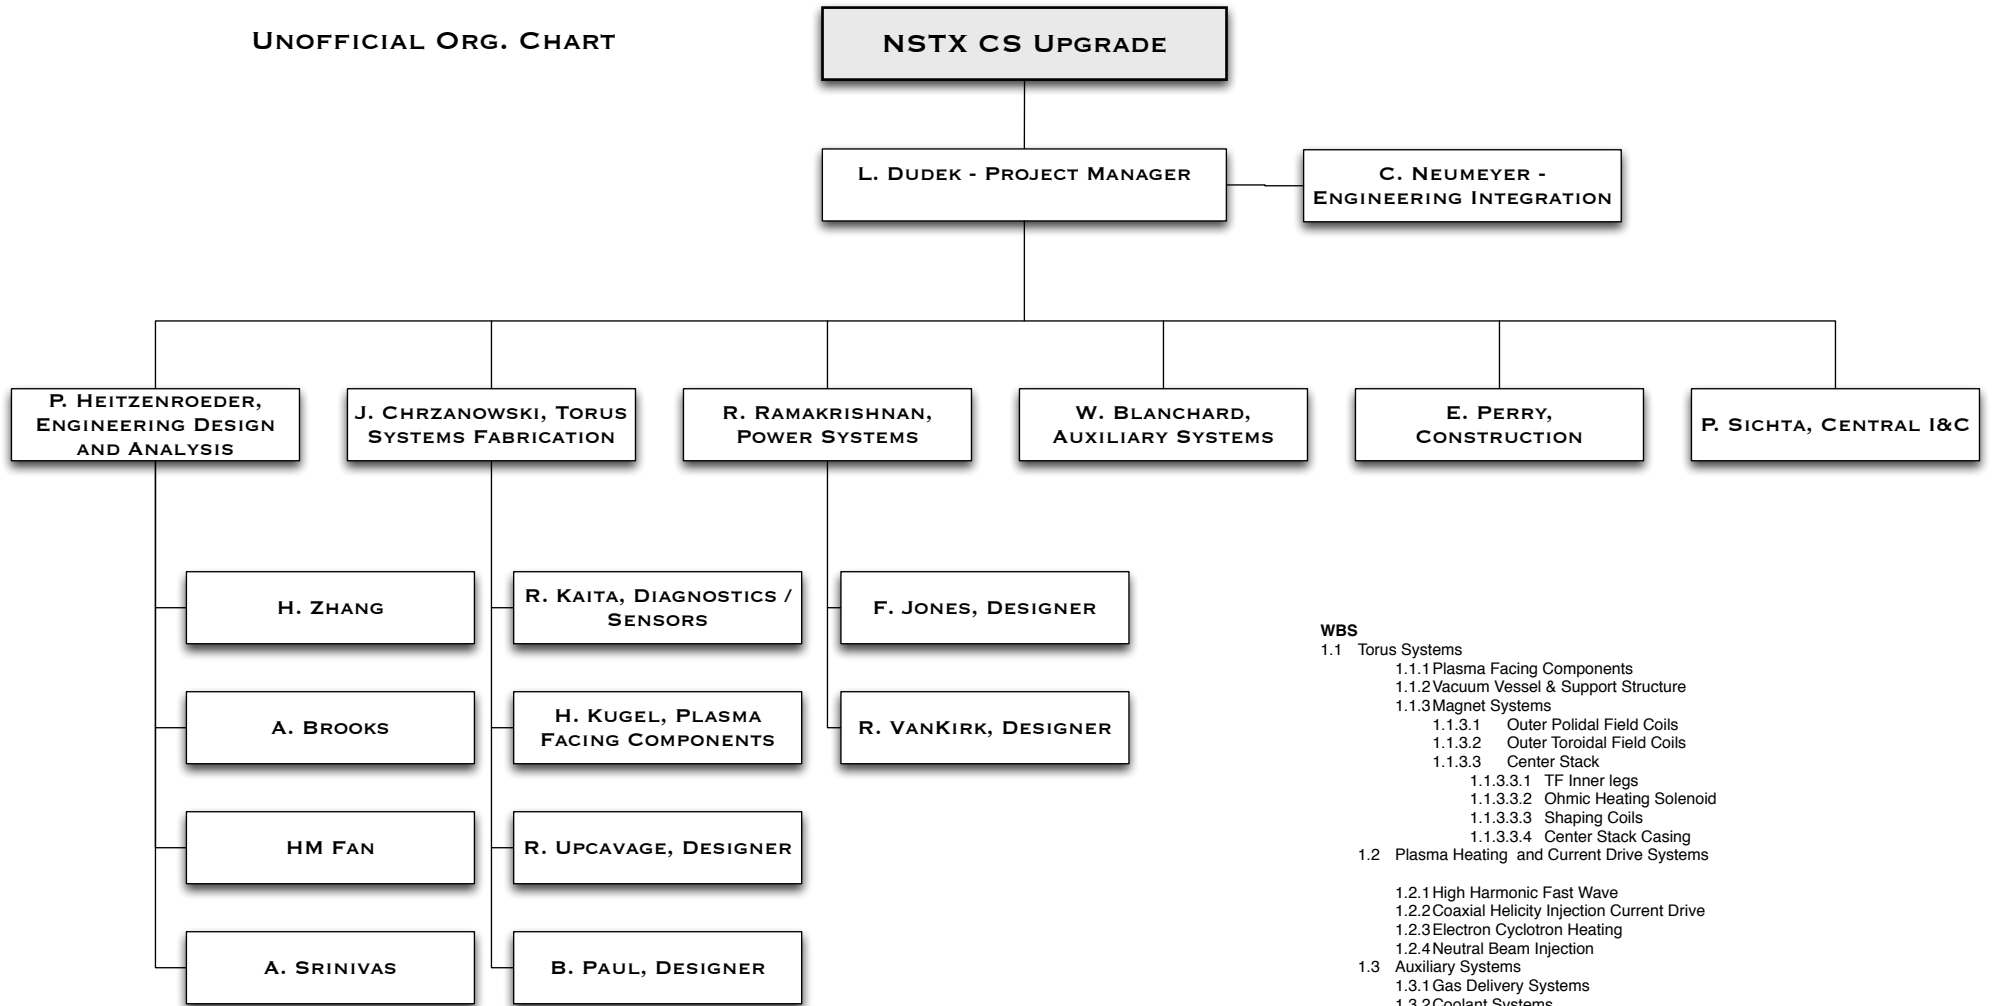 UNOFFICIAL ORG. CHART
NSTX CS UPGRADE
L. DUDEK - PROJECT MANAGER
C. NEUMEYER -
ENGINEERING INTEGRATION
P. HEITZENROEDER,
ENGINEERING DESIGN
AND ANALYSIS
J. CHRZANOWSKI, TORUS
SYSTEMS FABRICATION
R. RAMAKRISHNAN,
POWER SYSTEMS
W. BLANCHARD,
AUXILIARY SYSTEMS
E. PERRY,
CONSTRUCTION
P. SICHTA, CENTRAL I&C
H. ZHANG
R. KAITA, DIAGNOSTICS /
SENSORS
F. JONES, DESIGNER
A. BROOKS
H. KUGEL, PLASMA
FACING COMPONENTS
R. VANKIRK, DESIGNER
HM FAN
R. UPCAVAGE, DESIGNER
A. SRINIVAS
B. PAUL, DESIGNER
WBS
1.1 Torus Systems
1.1.1 Plasma Facing Components
1.1.2 Vacuum Vessel & Support Structure
1.1.3 Magnet Systems
1.1.3.1 Outer Polidal Field Coils
1.1.3.2 Outer Toroidal Field Coils
1.1.3.3 Center Stack
1.1.3.3.1 TF Inner legs
1.1.3.3.2 Ohmic Heating Solenoid
1.1.3.3.3 Shaping Coils
1.1.3.3.4 Center Stack Casing
1.2 Plasma Heating and Current Drive Systems
1.2.1 High Harmonic Fast Wave
1.2.2 Coaxial Helicity Injection Current Drive
1.2.3 Electron Cyclotron Heating
1.2.4 Neutral Beam Injection
1.3 Auxiliary Systems
1.3.1 Gas Delivery Systems
1.3.2 Coolant Systems